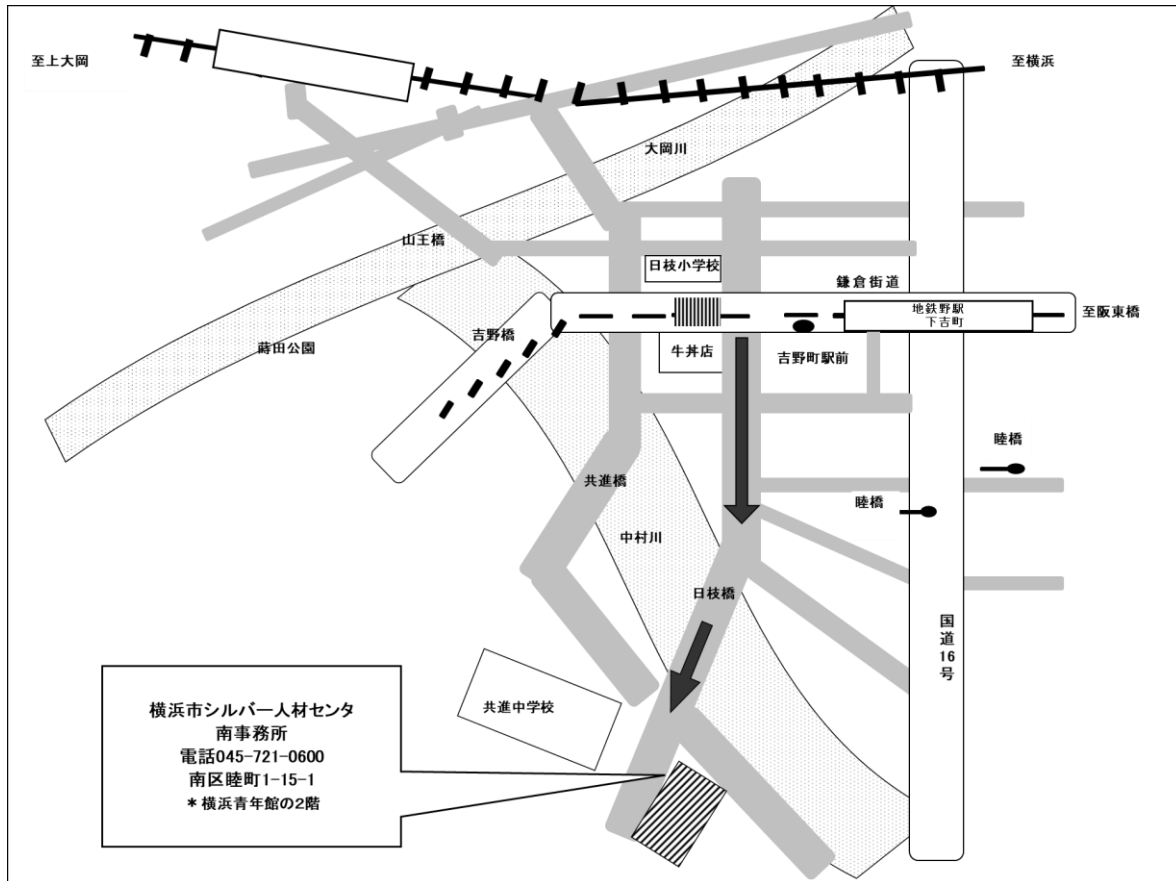 至上大岡
至横浜
大岡川
山王橋
日枝小学校
鎌倉街道
地鉄野駅
下吉町
至阪東橋
吉野橋
蒔田公園
牛丼店
吉野町駅前
睦橋
共進橋
睦橋
中村川
日枝橋
国道16号
共進中学校
横浜市シルバー人材センタ
南事務所
電話045-721-0600
南区睦町1-15-1
*横浜青年館の2階